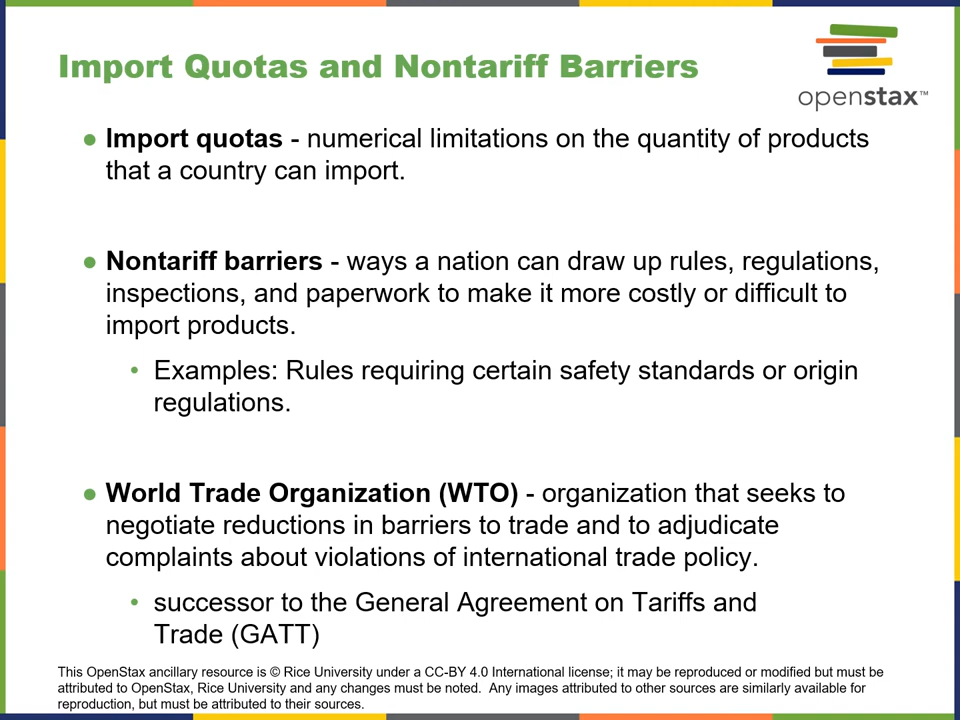 Import Quotas and Nontariff Barriers
openstax™
● Import quotas - numerical limitations on the quantity of products
that a country can import.
● Nontariff barriers - ways a nation can draw up rules, regulations,
inspections, and paperwork to make it more costly or difficult to
import products.
• Examples: Rules requiring certain safety standards or origin
regulations.
● World Trade Organization (WTO) - organization that seeks to
negotiate reductions in barriers to trade and to adjudicate
complaints about violations of international trade policy.
• successor to the General Agreement on Tariffs and
Trade (GATT)
This OpenStax ancillary resource is © Rice University under a CC-BY 4.0 International license; it may be reproduced or modified but must be
attributed to OpenStax, Rice University and any changes must be noted.  Any images attributed to other sources are similarly available for
reproduction, but must be attributed to their sources.